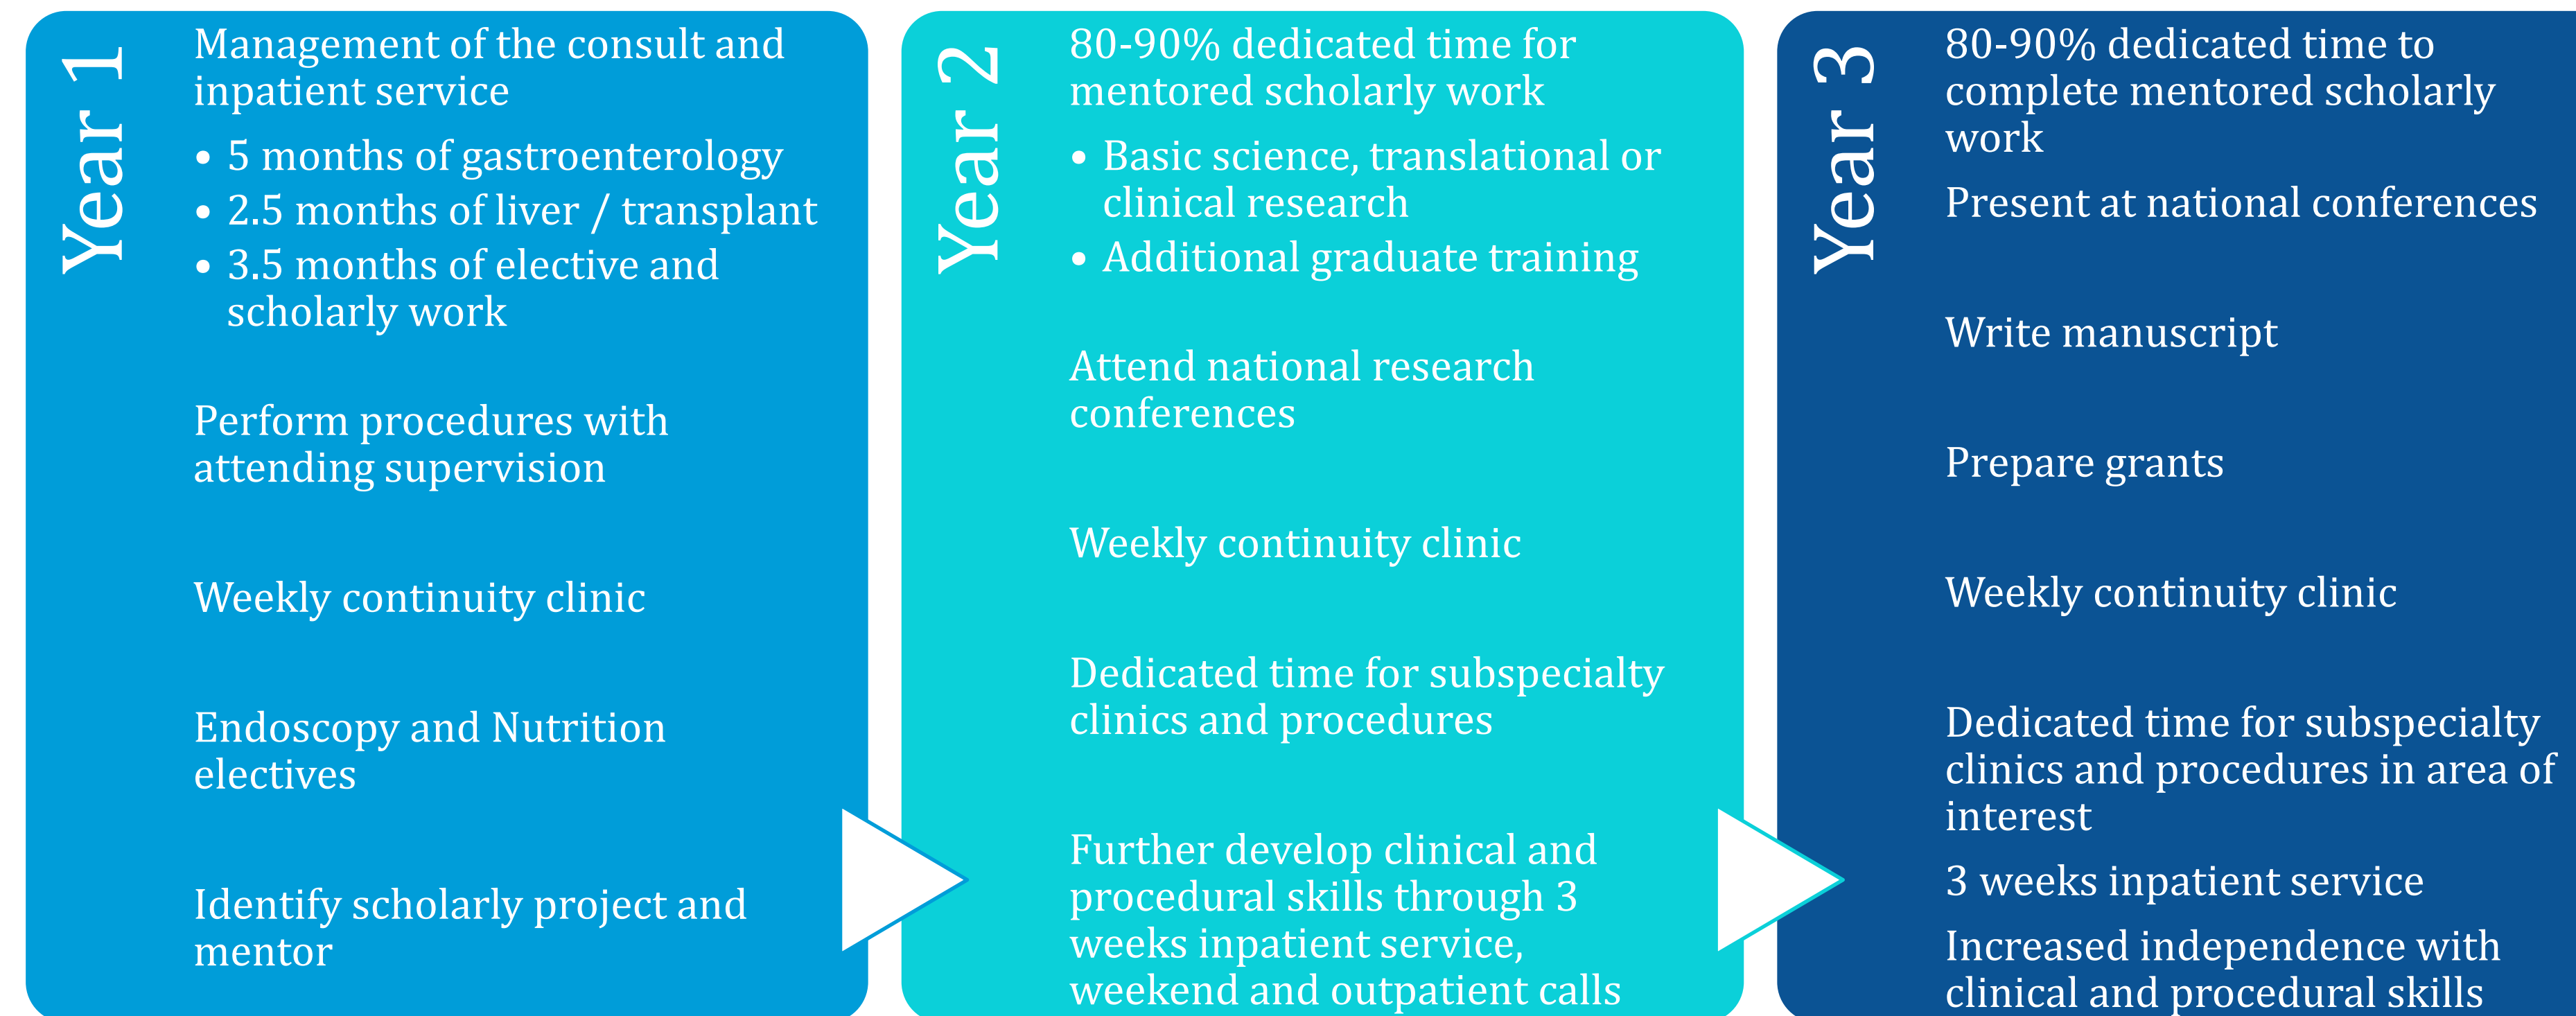 Year 1
Management of the consult and
inpatient service
• 5 months of gastroenterology
• 2.5 months of liver / transplant
• 3.5 months of elective and
scholarly work
Perform procedures with
attending supervision
Weekly continuity clinic
Endoscopy and Nutrition
electives
Identify scholarly project and
mentor
Year 2
80-90% dedicated time for
mentored scholarly work
• Basic science, translational or
clinical research
• Additional graduate training
Attend national research
conferences
Weekly continuity clinic
Dedicated time for subspecialty
clinics and procedures
Further develop clinical and
procedural skills through 3
weeks inpatient service,
weekend and outpatient calls
Year 3
80-90% dedicated time to
complete mentored scholarly
work
Present at national conferences
Write manuscript
Prepare grants
Weekly continuity clinic
Dedicated time for subspecialty
clinics and procedures in area of
interest
3 weeks inpatient service
Increased independence with
clinical and procedural skills